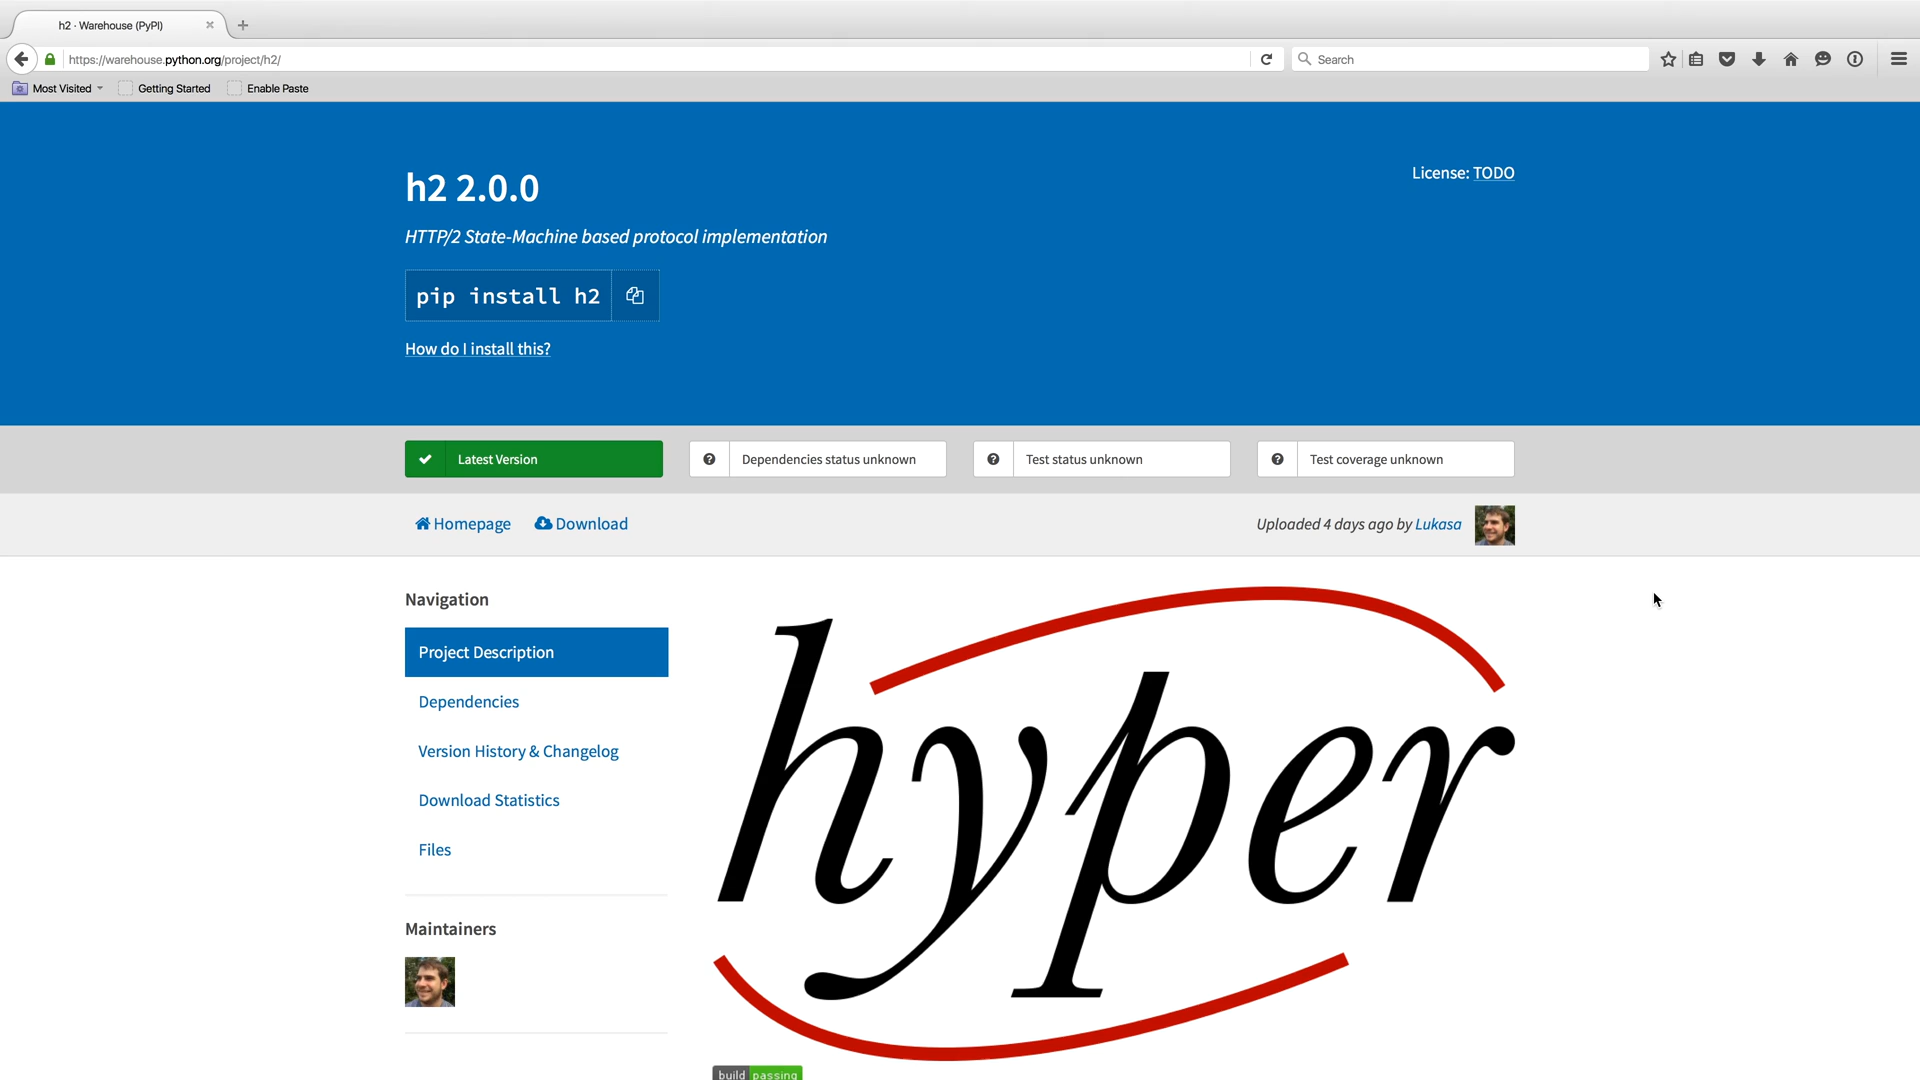 h2 · Warehouse (PyPI)
https://warehouse.python.org/project/h2/
Search
Most Visited
Getting Started
Enable Paste
h2 2.0.0
License: TODO
HTTP/2 State-Machine based protocol implementation
pip install h2
How do I install this?
Latest Version
Dependencies status unknown
Test status unknown
Test coverage unknown
Homepage
Download
Uploaded 4 days ago by Lukasa
Navigation
Project Description
Dependencies
Version History & Changelog
Download Statistics
Files
Maintainers
hyper
build passing